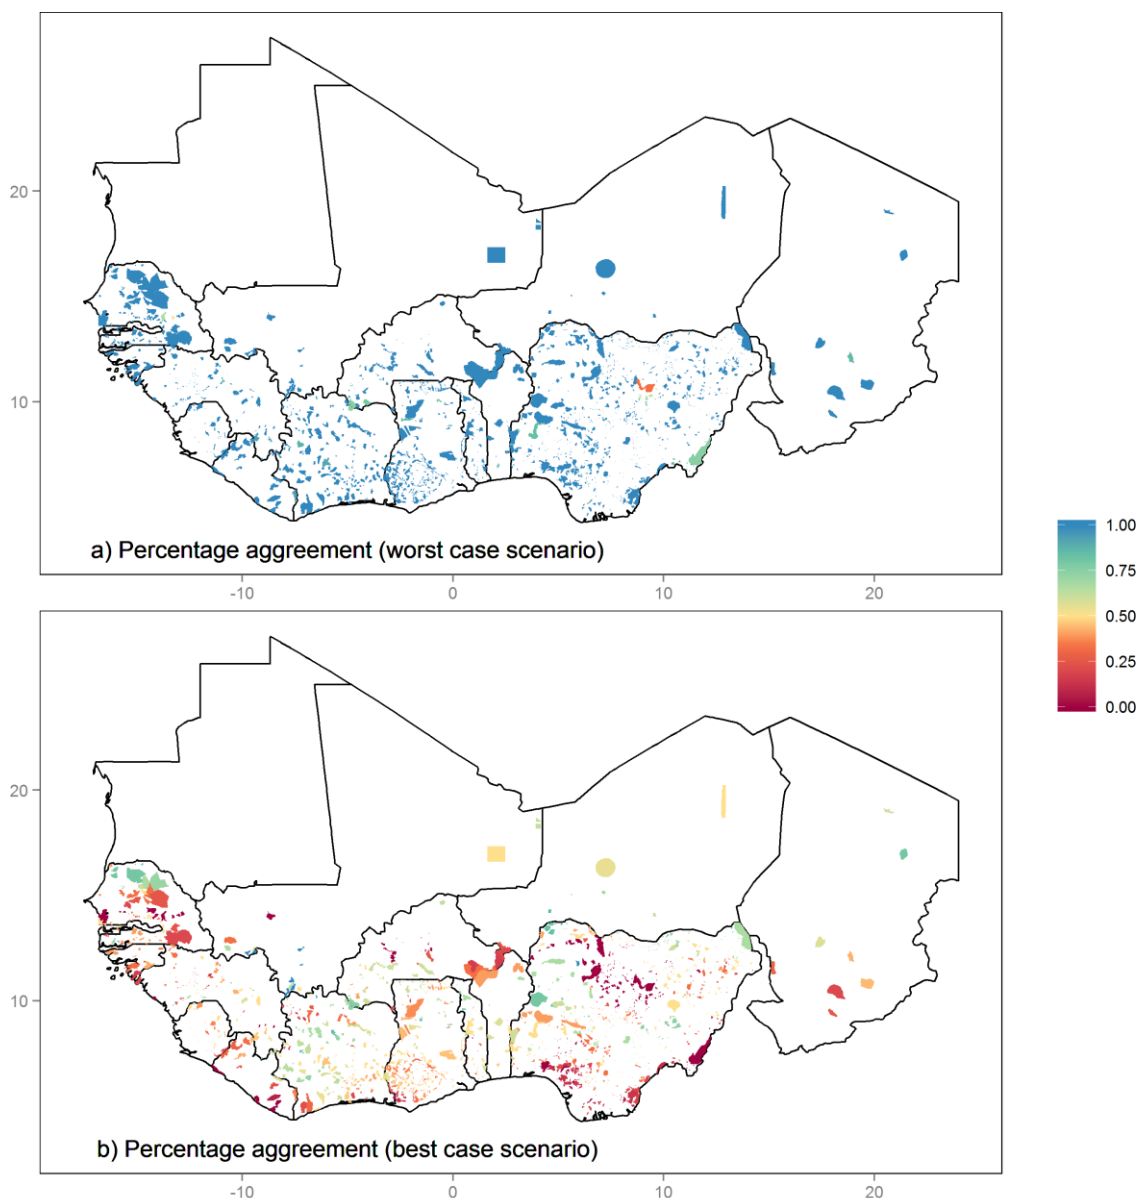 20
10
a) Percentage aggreement (worst case scenario)
-10 0 10 20
1.00
0.75
0.50
0.25
0.00
20
10
b) Percentage aggreement (best case scenario)
-10 0 10 20